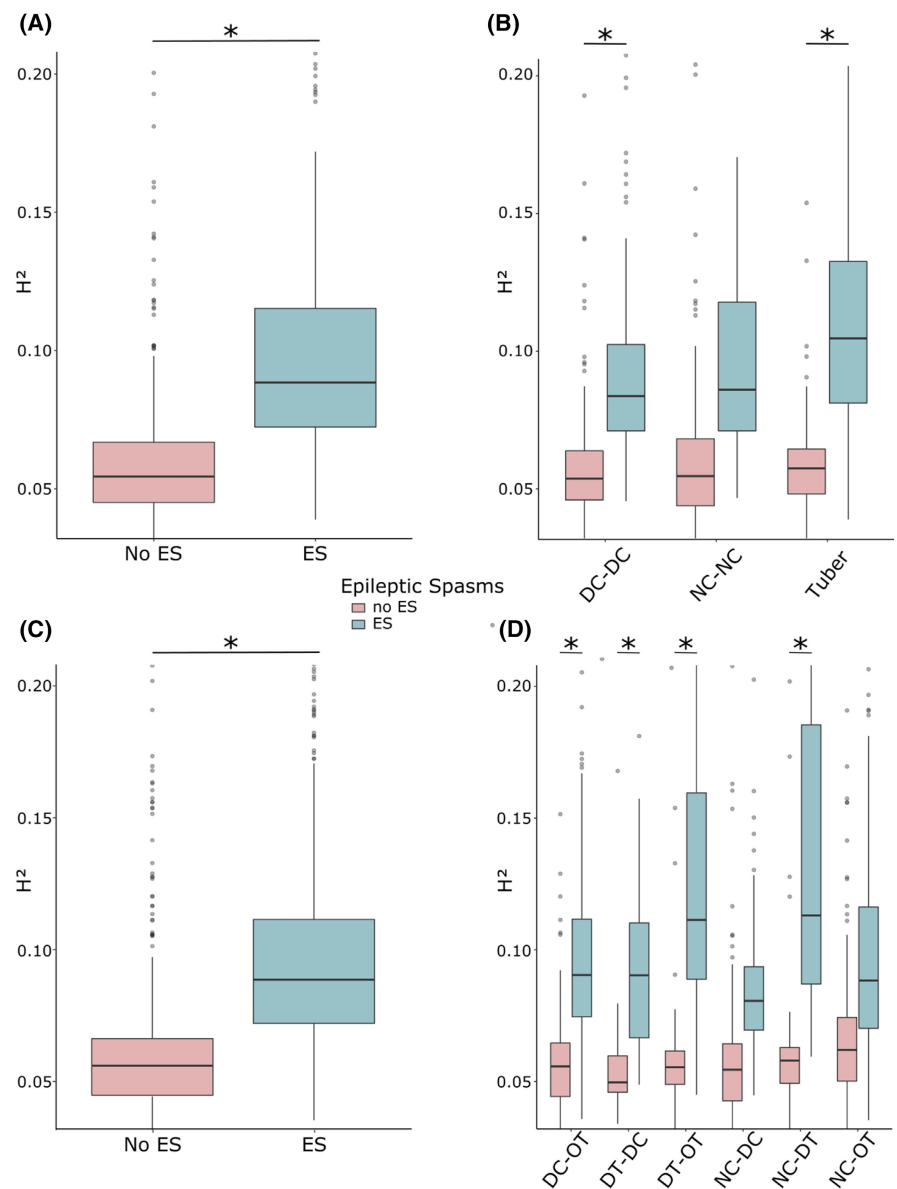 (A)
*
0.20
0.15
H²
0.10
0.05
No ES
ES
(B)
*
*
0.20
0.15
H²
0.10
0.05
DC-DC
NC-NC
Tuber
Epileptic Spasms
no ES
ES
(C)
*
0.20
0.15
H²
0.10
0.05
No ES
ES
(D)
*
*
*
*
0.20
0.15
H²
0.10
0.05
DC-OT
DT-DC
DT-OT
NC-DC
NC-DT
NC-OT